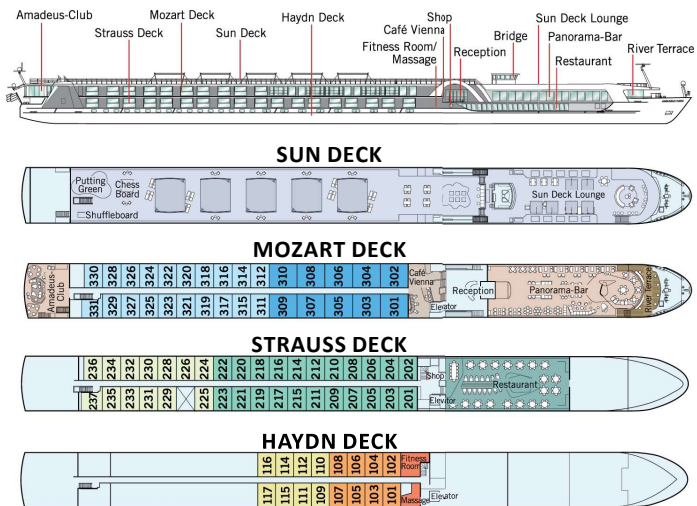 Amadeus-Club
Mozart Deck
Haydn Deck
Shop
Sun Deck Lounge
Strauss Deck
Sun Deck
Café Vienna
Bridge
Panorama-Bar
Fitness Room/
Massage
Reception
River Terrace
Restaurant
SUN DECK
Putting
Green
Chess
Board
Shuffleboard
Sun Deck Lounge
MOZART DECK
Amadeus-
Club
330 328 326 324 322 320 318 316 314 312 310 308 306 304 102
331 329 327 325 323 321 319 317 315 311 309 307 305 303 101
Café
Vienna
Elevator
Reception
Panorama-Bar
River Terrace
STRAUSS DECK
236 234 232 230 228 226 224 222 220 218 216 214 212 210 208 206 204 201
237 235 233 231 229 225 223 221 219 217 215 211 209 207 205 203 201
Shop
Elevator
Restaurant
HAYDN DECK
116 114 112 110 108 106 104 102
117 115 111 109 107 105 103 101
Fitness
Room
Massage
Elevator